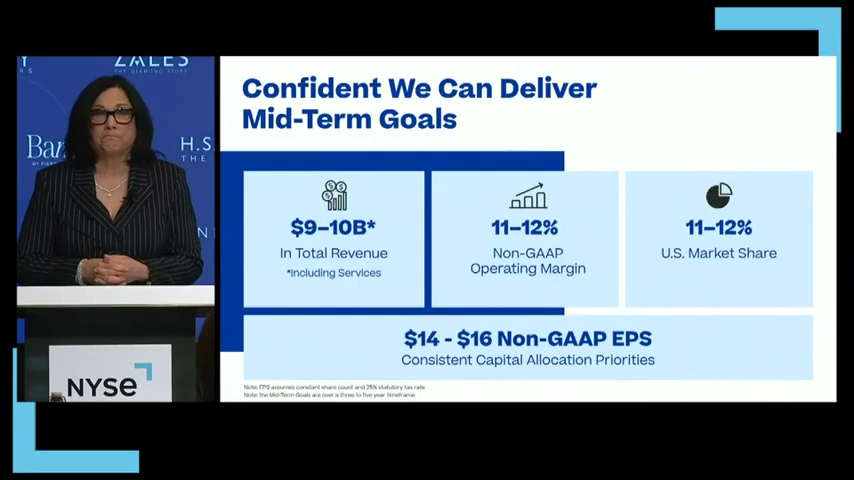 ZALES
THE DIAMOND STORE
Ban
H.S
THE
NYSE
Confident We Can Deliver
Mid-Term Goals
$9–10B*
In Total Revenue
*Including Services
11–12%
Non-GAAP
Operating Margin
11–12%
U.S. Market Share
$14 - $16 Non-GAAP EPS
Consistent Capital Allocation Priorities
Note: EPS assumes constant share count and 25% statutory tax rate
Note: the Mid-Term Goals are over a three to five year timeframe